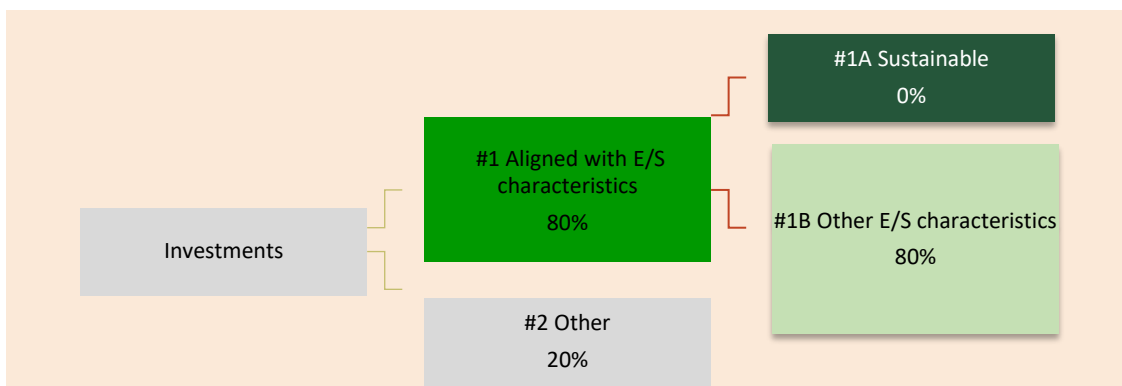 Investments
#1 Aligned with E/S
characteristics
80%
#2 Other
20%
#1A Sustainable
0%
#1B Other E/S characteristics
80%